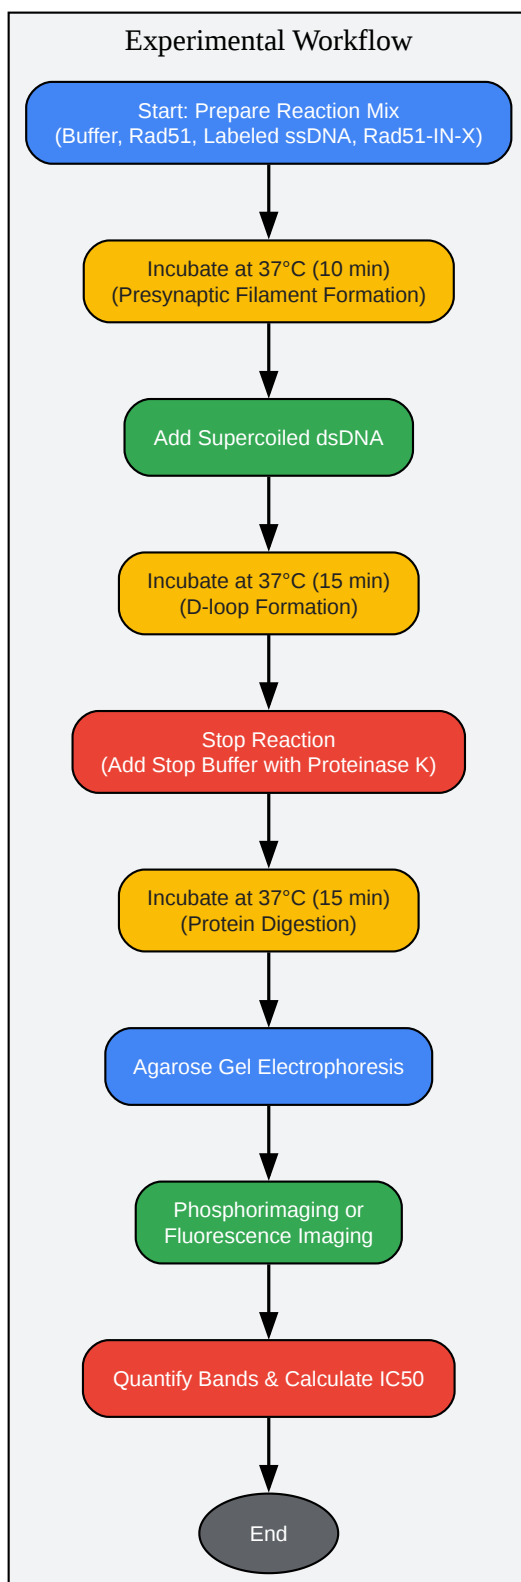 Experimental Workflow
Start: Prepare Reaction Mix
(Buffer, Rad51, Labeled ssDNA, Rad51-IN-X)
Incubate at 37°C (10 min)
(Presynaptic Filament Formation)
Add Supercoiled dsDNA
Incubate at 37°C (15 min)
(D-loop Formation)
Stop Reaction
(Add Stop Buffer with Proteinase K)
Incubate at 37°C (15 min)
(Protein Digestion)
Agarose Gel Electrophoresis
Phosphorimaging or
Fluorescence Imaging
Quantify Bands & Calculate IC50
End